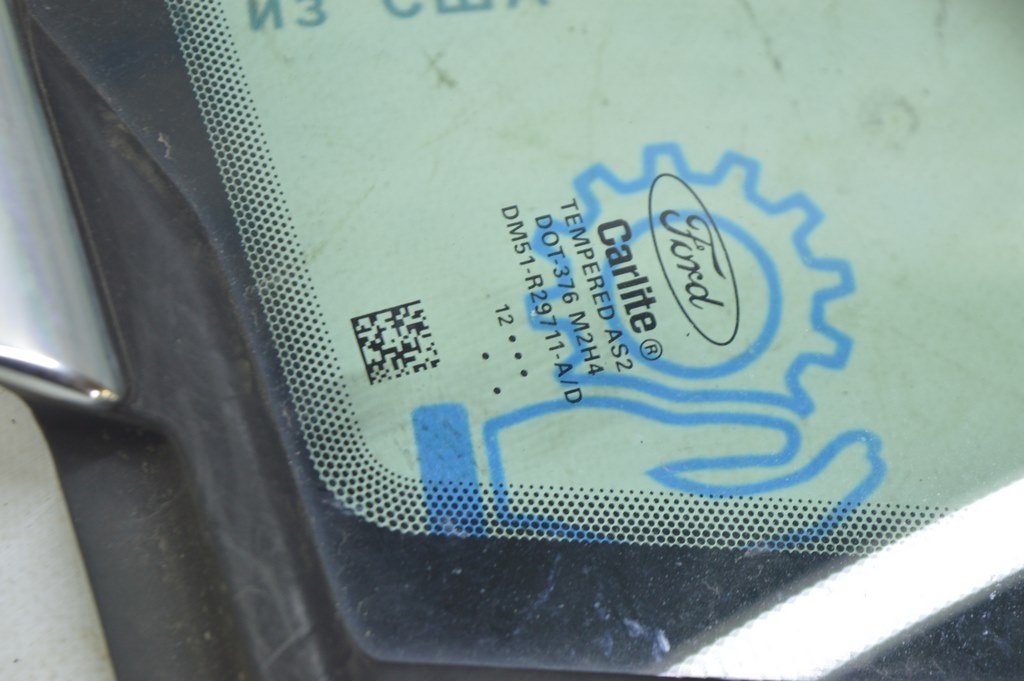 ИЗ США
Ford
Carlite®
TEMPERED AS2
DOT-376 M2H4
DM51-R29711-A/D
12